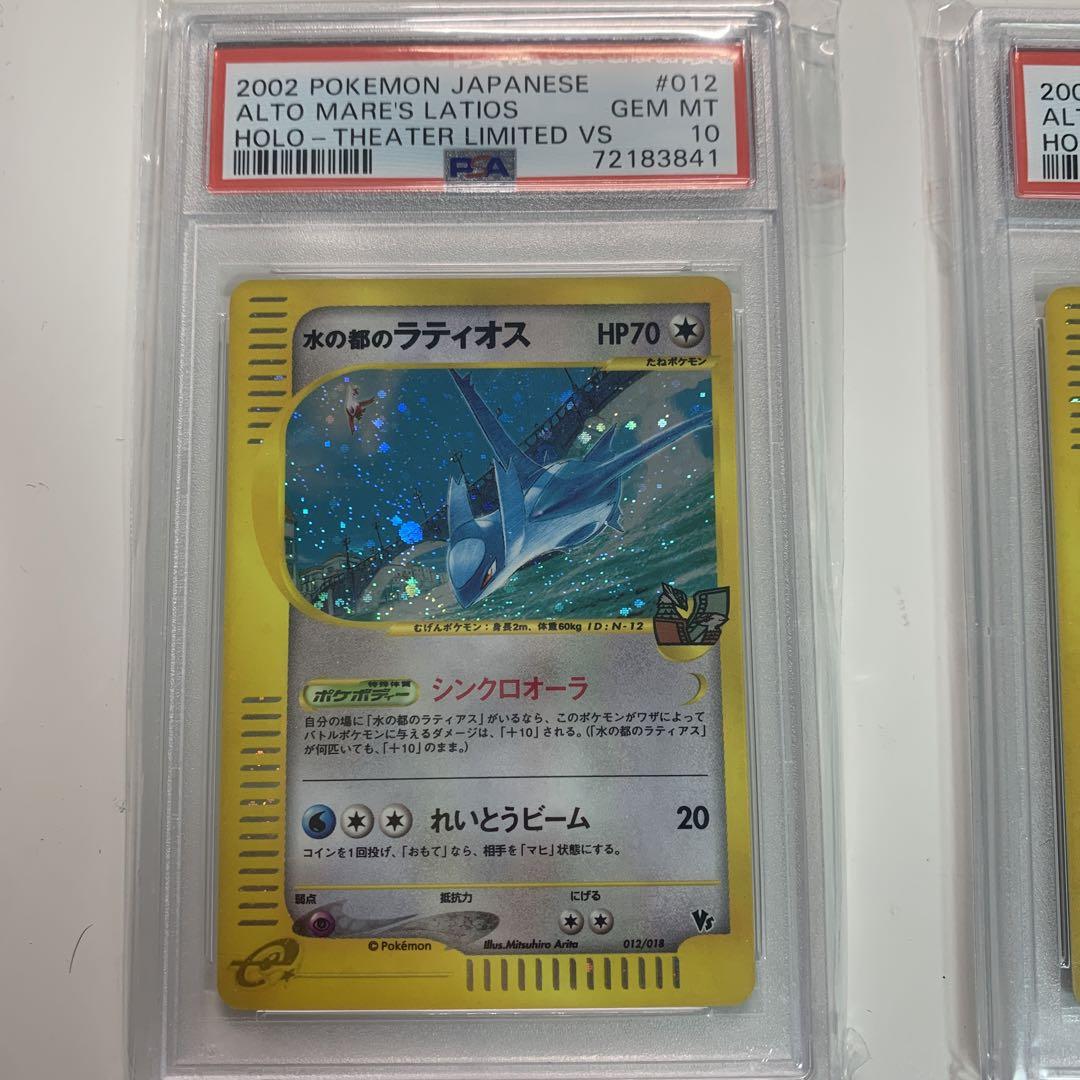 2002 POKEMON JAPANESE #012
ALTO MARE'S LATIOS GEM MT
HOLO-THEATER LIMITED VS 10
PSA 72183841
水の都のラティオス HP70
たねポケモン
むげんポケモン:身長2m、体重60kg ID:N-12
特殊体質
ポケボディー シンクロオーラ
自分の場に「水の都のラティアス」がいるなら、このポケモンがワザによって
バトルポケモンに与えるダメージは、「+10」される。(「水の都のラティアス」
が何匹いても、「+10」のまま。)
れいとうビーム 20
コインを1回投げ、「おもて」なら、相手を「マヒ」状態にする。
弱点 抵抗力 にげる
Vs
©Pokémon Illus.Mitsuhiro Arita 012/018
e
200
ALT
HO